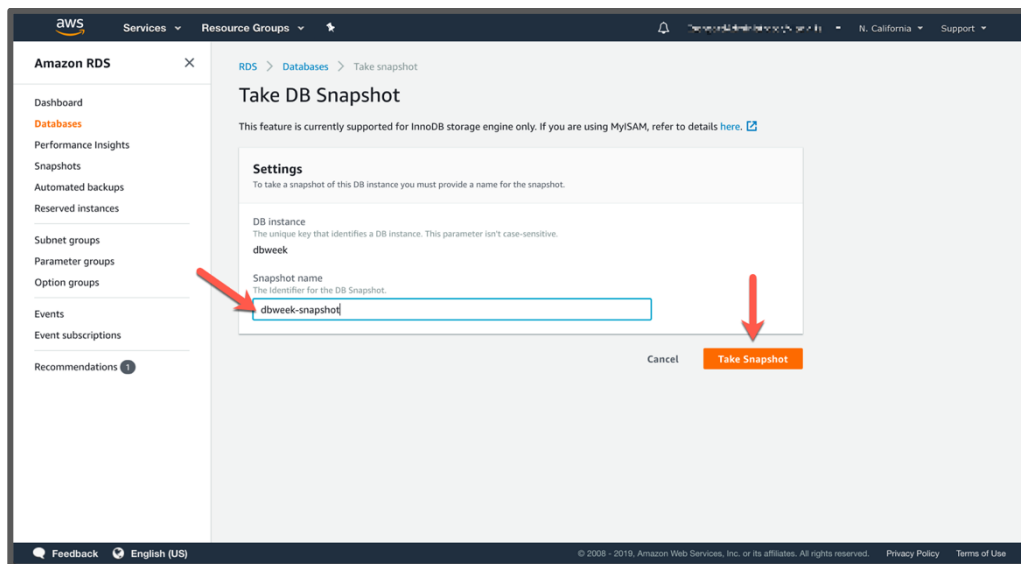 aws
Services
Resource Groups
N. California
Support
Amazon RDS
Dashboard
Databases
Performance Insights
Snapshots
Automated backups
Reserved instances
Subnet groups
Parameter groups
Option groups
Events
Event subscriptions
Recommendations 1
RDS > Databases > Take snapshot
Take DB Snapshot
This feature is currently supported for InnoDB storage engine only. If you are using MyISAM, refer to details here.
Settings
To take a snapshot of this DB instance you must provide a name for the snapshot.
DB instance
The unique key that identifies a DB instance. This parameter isn't case-sensitive.
dbweek
Snapshot name
The Identifier for the DB Snapshot.
dbweek-snapshot
Cancel
Take Snapshot
Feedback
English (US)
© 2008 - 2019, Amazon Web Services, Inc. or its affiliates. All rights reserved.
Privacy Policy
Terms of Use